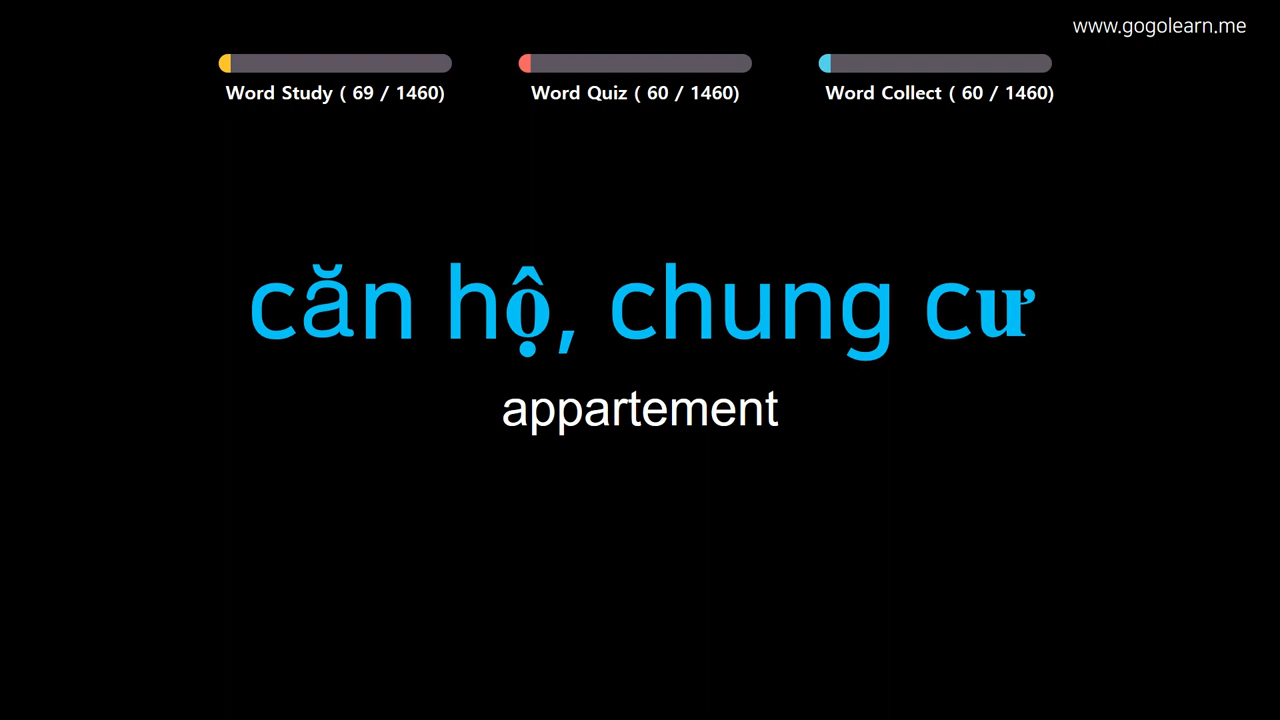 www.gogolearn.me
Word Study ( 69 / 1460)
Word Quiz ( 60 / 1460)
Word Collect ( 60 / 1460)
căn hộ, chung cư
appartement